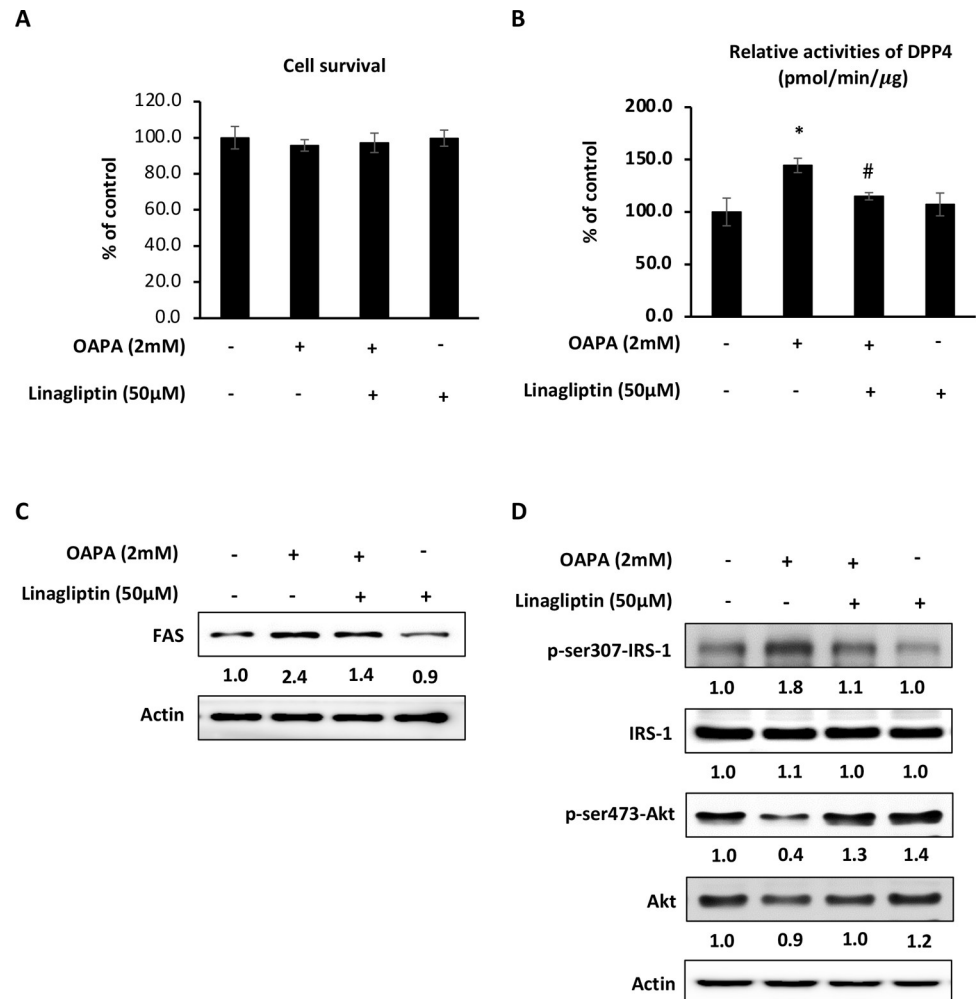 A
Cell survival
% of control
120.0
100.0
80.0
60.0
40.0
20.0
0.0
OAPA (2mM) - + + -
Linagliptin (50μM) - - + +
B
Relative activities of DPP4
(pmol/min/μg)
% of control
200.0
150.0
100.0
50.0
0.0
*
#
OAPA (2mM) - + + -
Linagliptin (50μM) - - + +
C
OAPA (2mM) - + + -
Linagliptin (50μM) - - + +
FAS
1.0 2.4 1.4 0.9
Actin
D
OAPA (2mM) - + + -
Linagliptin (50μM) - - + +
p-ser307-IRS-1
1.0 1.8 1.1 1.0
IRS-1
1.0 1.1 1.0 1.0
p-ser473-Akt
1.0 0.4 1.3 1.4
Akt
1.0 0.9 1.0 1.2
Actin